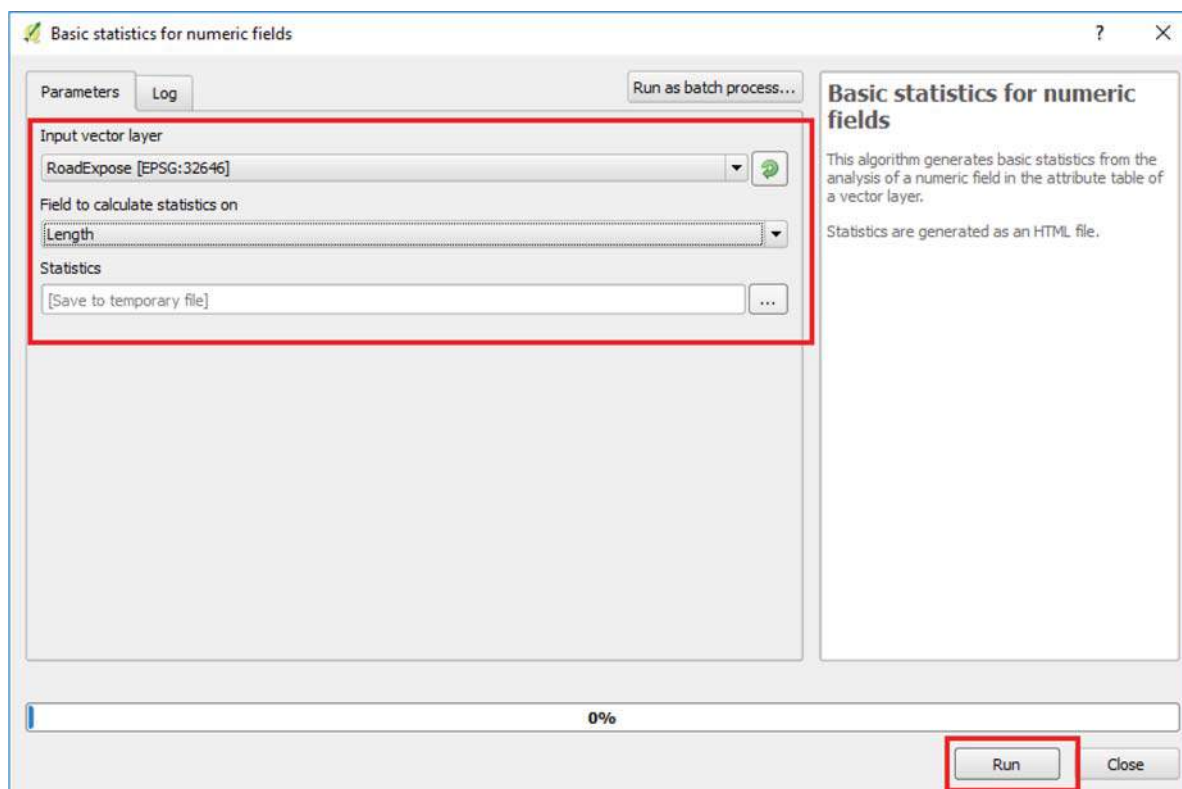 Basic statistics for numeric fields
?
Parameters
Log
Run as batch process...
Input vector layer
RoadExpose [EPSG:32646]
Field to calculate statistics on
Length
Statistics
[Save to temporary file]
...
Basic statistics for numeric
fields
This algorithm generates basic statistics from the
analysis of a numeric field in the attribute table of
a vector layer.
Statistics are generated as an HTML file.
0%
Run
Close